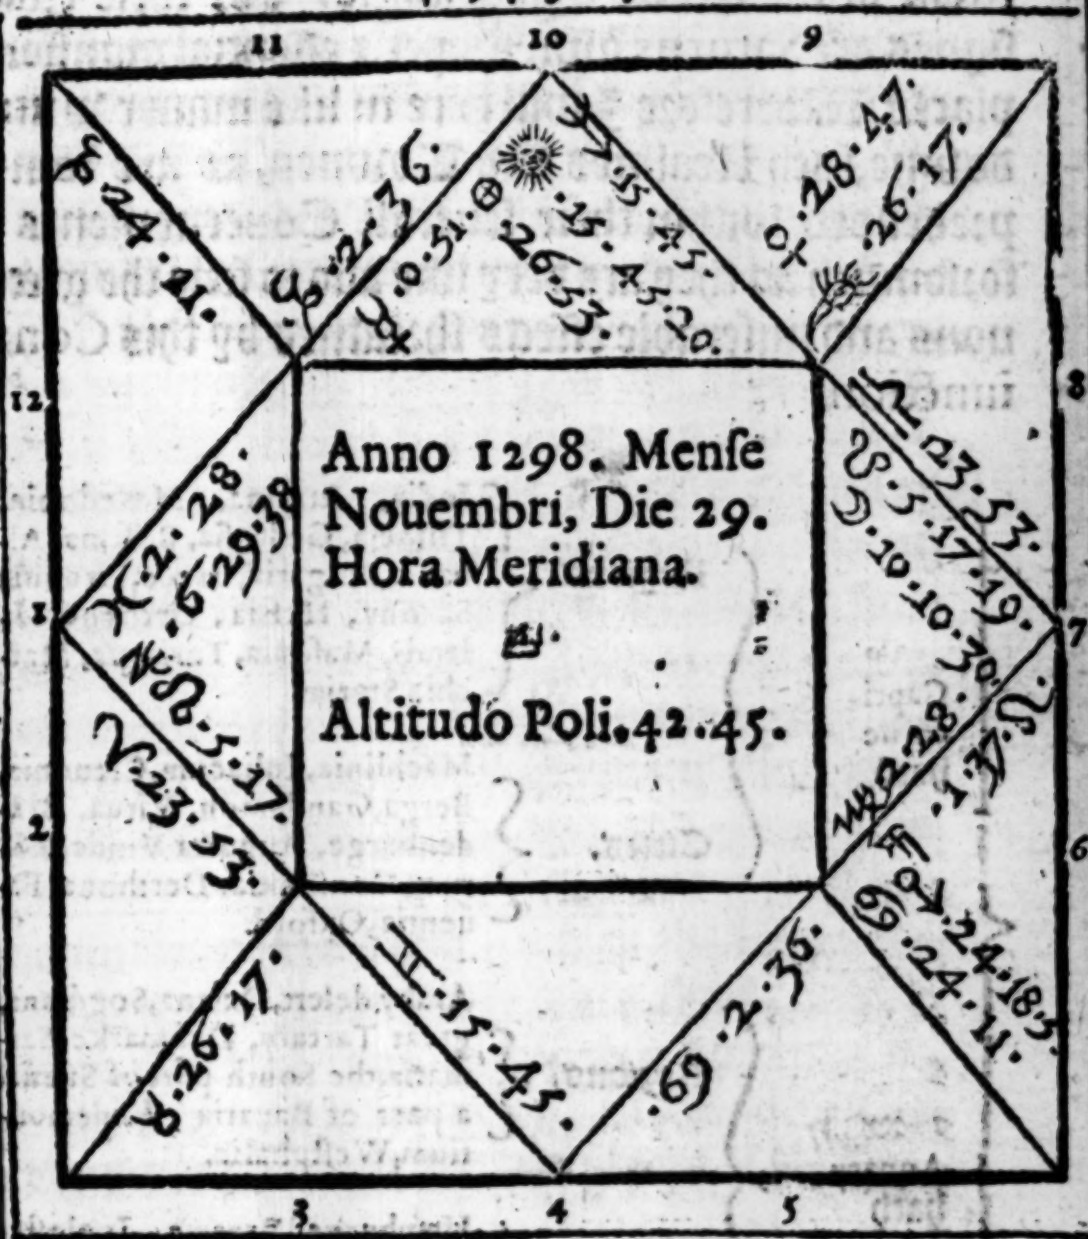 11 10 9
♑ 24 . 11 .
♑ . 2 . 36 .
☿ . 0 . 51 . ⊕
☉ . 15 . 45 . 20 .
26 . 53 .
♐ . 15 . 45 .
♀ . 28 . 47 .
♏ . 26 . 17 .
12
8
♎ 23 . 53 .
♌ . 5 . 17 . 19 .
☽ . 10 . 10 . 30 .
Anno 1298. Menſe
Nouembri, Die 29.
Hora Meridiana.
Altitudo Poli. 42 . 45 .
♓ . 2 . 28 .
6 . 29 . 38
1
7
5 . 17 .
♈ 23 . 53 .
♍ 2 . 28 .
. 1 . 37 . ♌ .
2
6
♂ . 24 . 18 . 5 .
♋ . 24 . 11 .
♉ . 26 . 17 .
♊ . 15 . 45 .
♋ . 2 . 36 .
3 4 5